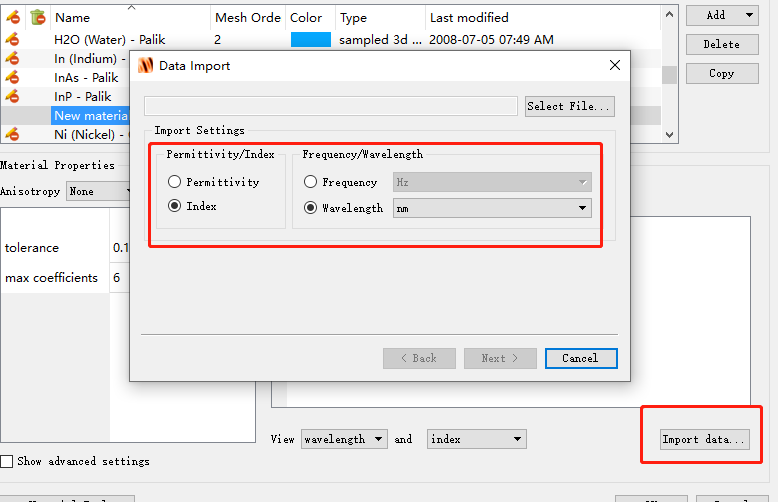 Name Mesh Orde Color Type Last modified
Add
H2O (Water) - Palik 2 sampled 3d ... 2008-07-05 07:49 AM
Delete
In (Indium) -
Copy
InAs - Palik
InP - Palik
New materia
Ni (Nickel) -
Data Import
Select File...
Import Settings
Permittivity/Index Frequency/Wavelength
Permittivity Frequency Hz
Index Wavelength nm
< Back Next > Cancel
Material Properties
Anisotropy None
tolerance 0.1
max coefficients 6
View wavelength and index Import data...
Show advanced settings